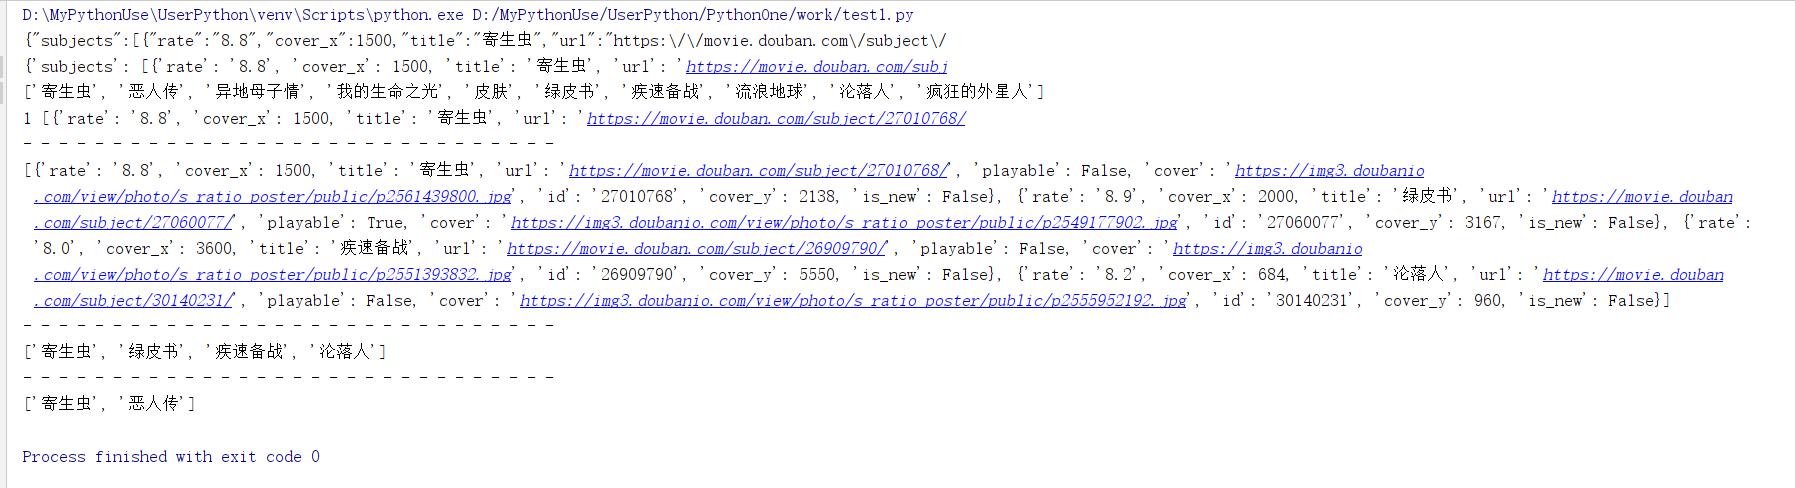 D:\MyPythonUse\UserPython\venv\Scripts\python.exe D:/MyPythonUse/UserPython/PythonOne/work/test1.py
{"subjects":[{"rate":"8.8","cover_x":1500,"title":"寄生虫","url":"https:\/\/movie.douban.com\/subject\/
{'subjects': [{'rate': '8.8', 'cover_x': 1500, 'title': '寄生虫', 'url': 'https://movie.douban.com/subj
['寄生虫', '恶人传', '异地母子情', '我的生命之光', '皮肤', '绿皮书', '疾速备战', '流浪地球', '沦落人', '疯狂的外星人']
1 [{'rate': '8.8', 'cover_x': 1500, 'title': '寄生虫', 'url': 'https://movie.douban.com/subject/27010768/
- - - - - - - - - - - - - - - - - - - - - - - - - - - - - -
[{'rate': '8.8', 'cover_x': 1500, 'title': '寄生虫', 'url': 'https://movie.douban.com/subject/27010768/', 'playable': False, 'cover': 'https://img3.doubanio
.com/view/photo/s_ratio_poster/public/p2561439800.jpg', 'id': '27010768', 'cover_y': 2138, 'is_new': False}, {'rate': '8.9', 'cover_x': 2000, 'title': '绿皮书', 'url': 'https://movie.douban
.com/subject/27060077/', 'playable': True, 'cover': 'https://img3.doubanio.com/view/photo/s_ratio_poster/public/p2549177902.jpg', 'id': '27060077', 'cover_y': 3167, 'is_new': False}, {'rate':
'8.0', 'cover_x': 3600, 'title': '疾速备战', 'url': 'https://movie.douban.com/subject/26909790/', 'playable': False, 'cover': 'https://img3.doubanio
.com/view/photo/s_ratio_poster/public/p2551393832.jpg', 'id': '26909790', 'cover_y': 5550, 'is_new': False}, {'rate': '8.2', 'cover_x': 684, 'title': '沦落人', 'url': 'https://movie.douban
.com/subject/30140231/', 'playable': False, 'cover': 'https://img3.doubanio.com/view/photo/s_ratio_poster/public/p2555952192.jpg', 'id': '30140231', 'cover_y': 960, 'is_new': False}]
- - - - - - - - - - - - - - - - - - - - - - - - - - - - - -
['寄生虫', '绿皮书', '疾速备战', '沦落人']
- - - - - - - - - - - - - - - - - - - - - - - - - - - - - -
['寄生虫', '恶人传']
Process finished with exit code 0